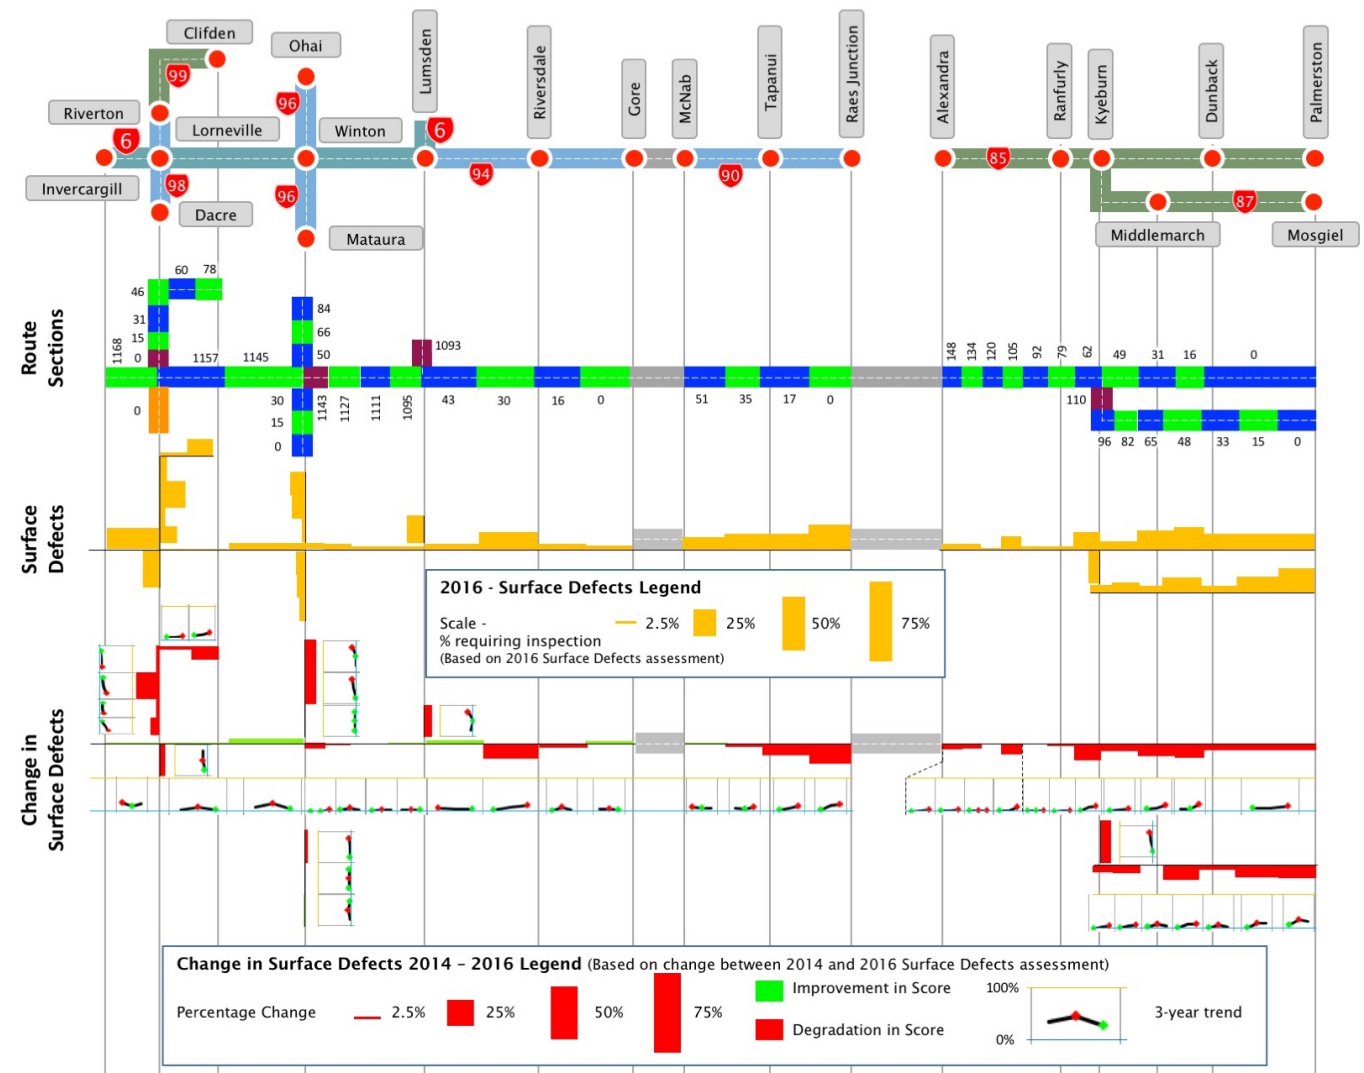 Clifden
Ohai
Lumsden
Riversdale
Gore
McNab
Tapanui
Raes Junction
Alexandra
Ranfurly
Kyeburn
Dunback
Palmerston
99
96
Riverton
Lorneville
Winton
6
6
94
90
85
Invercargill
98
96
87
Dacre
Mataura
Middlemarch
Mosgiel
Route
Sections
60 78
46
31
15
0
1168
1157 1145
84
66
50
1093
148 134 120 105 92 79 62 49 31 16 0
0
30
15
0
1143 1127 1111 1095 43 30 16 0
51 35 17 0
110
96 82 65 48 33 15 0
Surface
Defects
2016 - Surface Defects Legend
Scale -
% requiring inspection
(Based on 2016 Surface Defects assessment)
2.5% 25% 50% 75%
Change in
Surface Defects
Change in Surface Defects 2014 – 2016 Legend (Based on change between 2014 and 2016 Surface Defects assessment)
Percentage Change 2.5% 25% 50% 75%
Improvement in Score
Degradation in Score
100%
0%
3-year trend